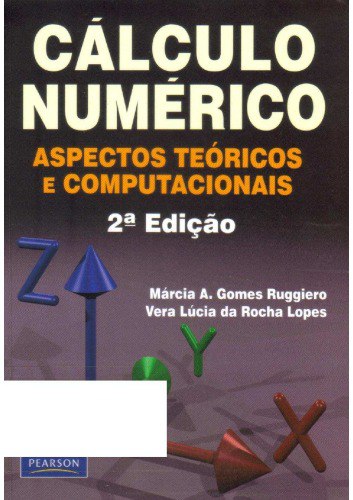 CÁLCULO
NUMÉRICO
ASPECTOS TEÓRICOS
E COMPUTACIONAIS
2ª Edição
Márcia A. Gomes Ruggiero
Vera Lúcia da Rocha Lopes
Z
Y
X
PEARSON